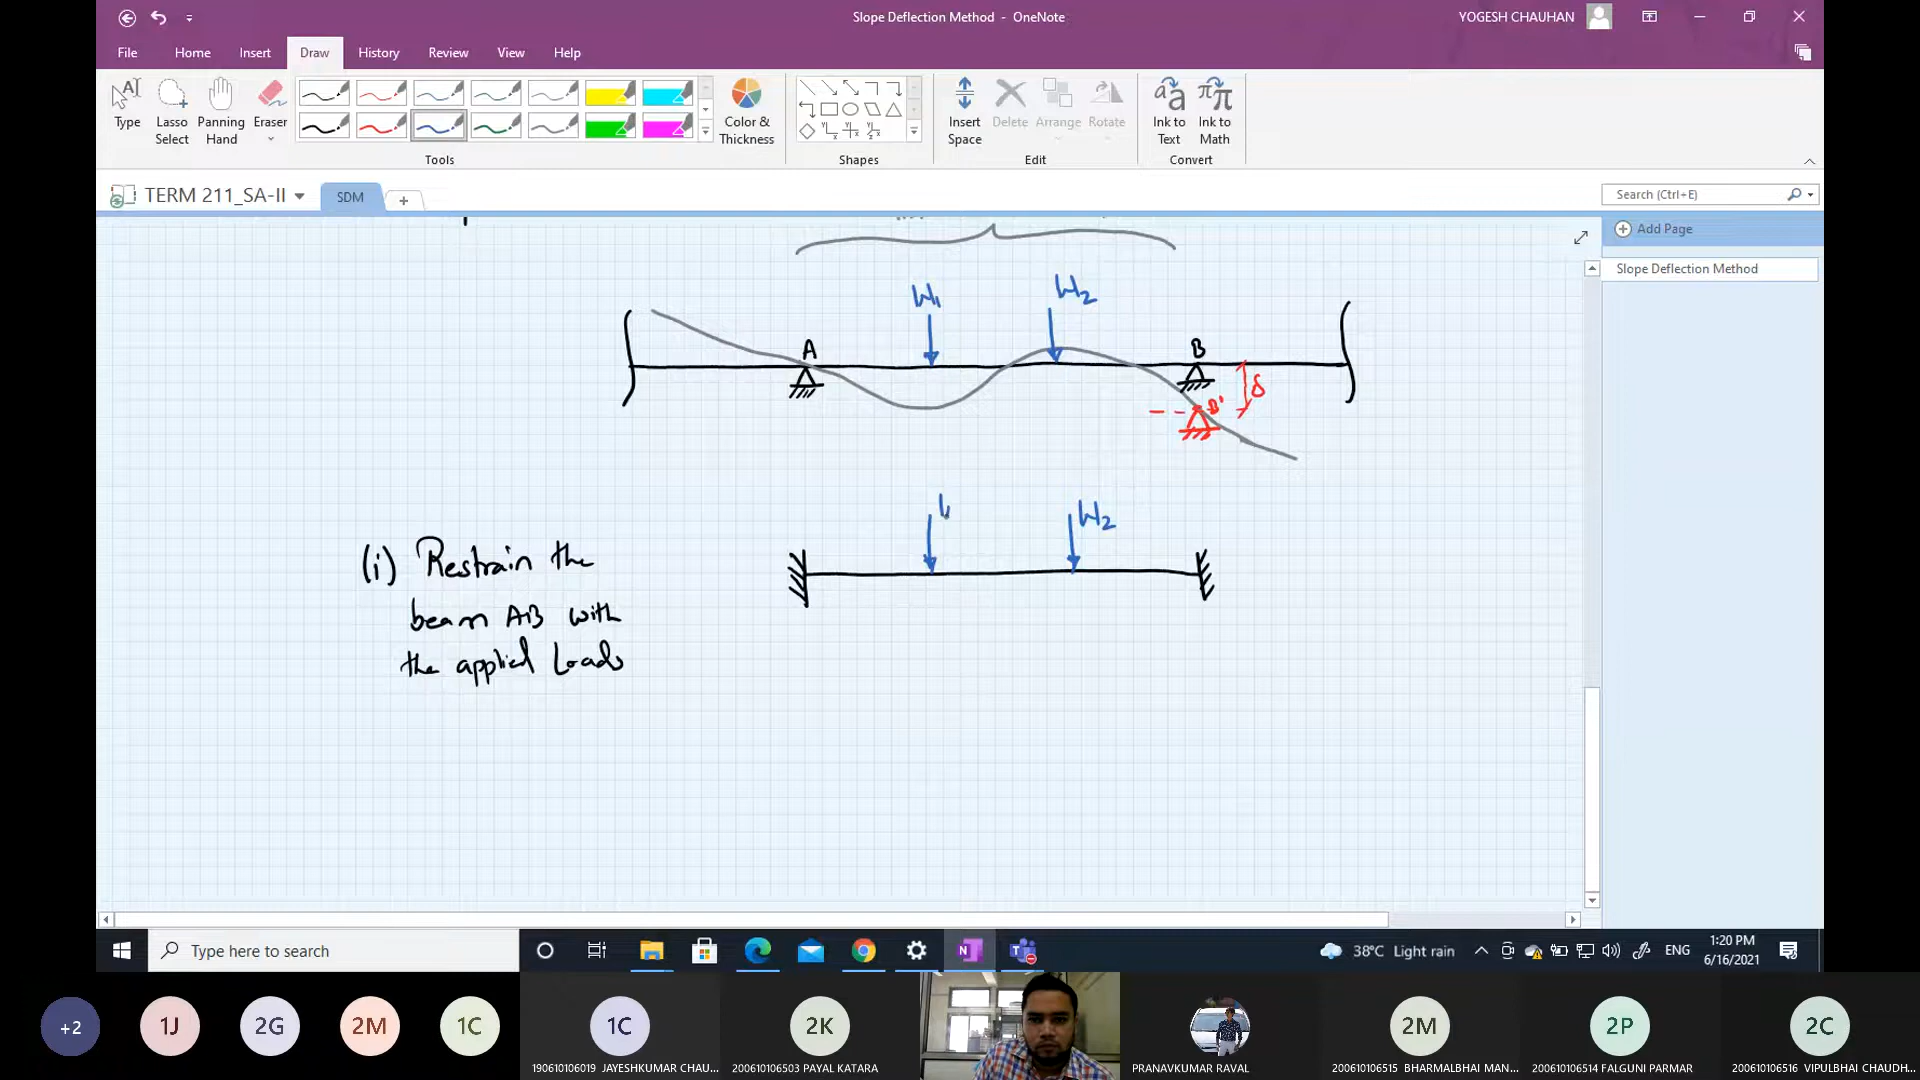 Slope Deflection Method - OneNote
YOGESH CHAUHAN
File Home Insert Draw History Review View Help
Type
Lasso Select
Panning Hand
Eraser
Color & Thickness
Insert Space
Delete
Arrange
Rotate
Ink to Text
Ink to Math
Tools
Shapes
Edit
Convert
TERM 211_SA-II
SDM
Search (Ctrl+E)
Add Page
Slope Deflection Method
W1
W2
A
B
δ
B'
W2
(i) Restrain the
beam AB with
the applied Loads
Type here to search
38°C Light rain
ENG
1:20 PM
6/16/2021
+2
1J
2G
2M
1C
1C
2K
2M
2P
2C
190610106019 JAYESHKUMAR CHAU...
200610106503 PAYAL KATARA
PRANAVKUMAR RAVAL
200610106515 BHARMALBHAI MAN...
200610106514 FALGUNI PARMAR
200610106516 VIPULBHAI CHAUDH...